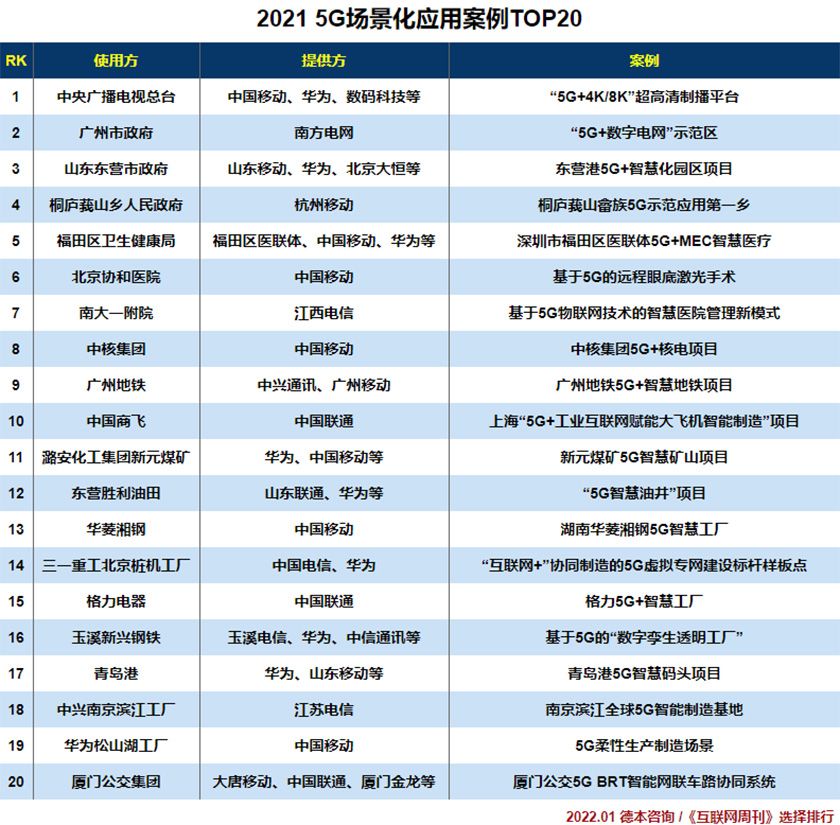 2021 5G场景化应用案例TOP20
RK 使用方 提供方 案例
1 中央广播电视总台 中国移动、华为、数码科技等 “5G+4K/8K”超高清制播平台
2 广州市政府 南方电网 “5G+数字电网”示范区
3 山东东营市政府 山东移动、华为、北京大恒等 东营港5G+智慧化园区项目
4 桐庐莪山乡人民政府 杭州移动 桐庐莪山畲族5G示范应用第一乡
5 福田区卫生健康局 福田区医联体、中国移动、华为等 深圳市福田区医联体5G+MEC智慧医疗
6 北京协和医院 中国移动 基于5G的远程眼底激光手术
7 南大一附院 江西电信 基于5G物联网技术的智慧医院管理新模式
8 中核集团 中国移动 中核集团5G+核电项目
9 广州地铁 中兴通讯、广州移动 广州地铁5G+智慧地铁项目
10 中国商飞 中国联通 上海“5G+工业互联网赋能大飞机智能制造”项目
11 潞安化工集团新元煤矿 华为、中国移动等 新元煤矿5G智慧矿山项目
12 东营胜利油田 山东联通、华为等 “5G智慧油井”项目
13 华菱湘钢 中国移动 湖南华菱湘钢5G智慧工厂
14 三一重工北京桩机工厂 中国电信、华为 “互联网+”协同制造的5G虚拟专网建设标杆样板点
15 格力电器 中国联通 格力5G+智慧工厂
16 玉溪新兴钢铁 玉溪电信、华为、中信通讯等 基于5G的“数字孪生透明工厂”
17 青岛港 华为、山东移动等 青岛港5G智慧码头项目
18 中兴南京滨江工厂 江苏电信 南京滨江全球5G智能制造基地
19 华为松山湖工厂 中国移动 5G柔性生产制造场景
20 厦门公交集团 大唐移动、中国联通、厦门金龙等 厦门公交5G BRT智能网联车路协同系统
2022.01 德本咨询 /《互联网周刊》选择排行